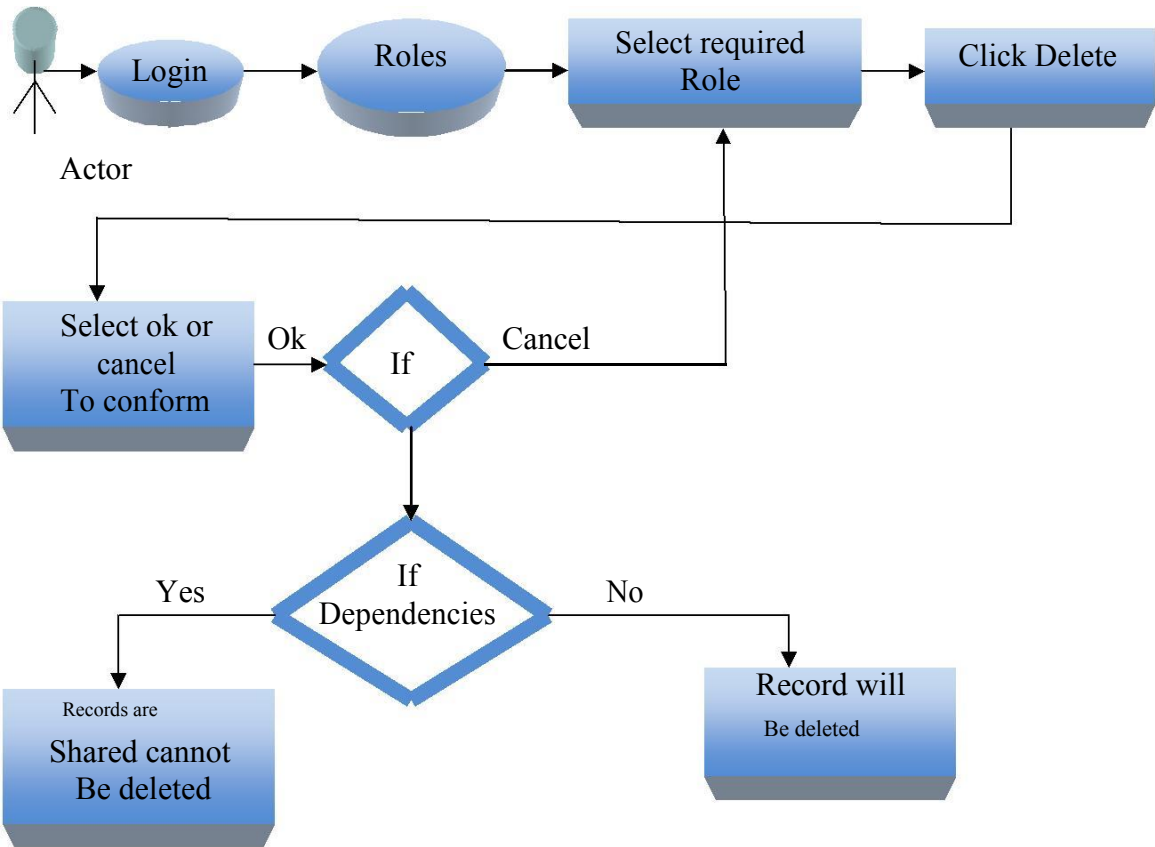 Login
Roles
Select required
Role
Click Delete
Actor
Select ok or
cancel
To conform
Ok
If
Cancel
If
Dependencies
Yes
No
Records are
Shared cannot
Be deleted
Record will
Be deleted